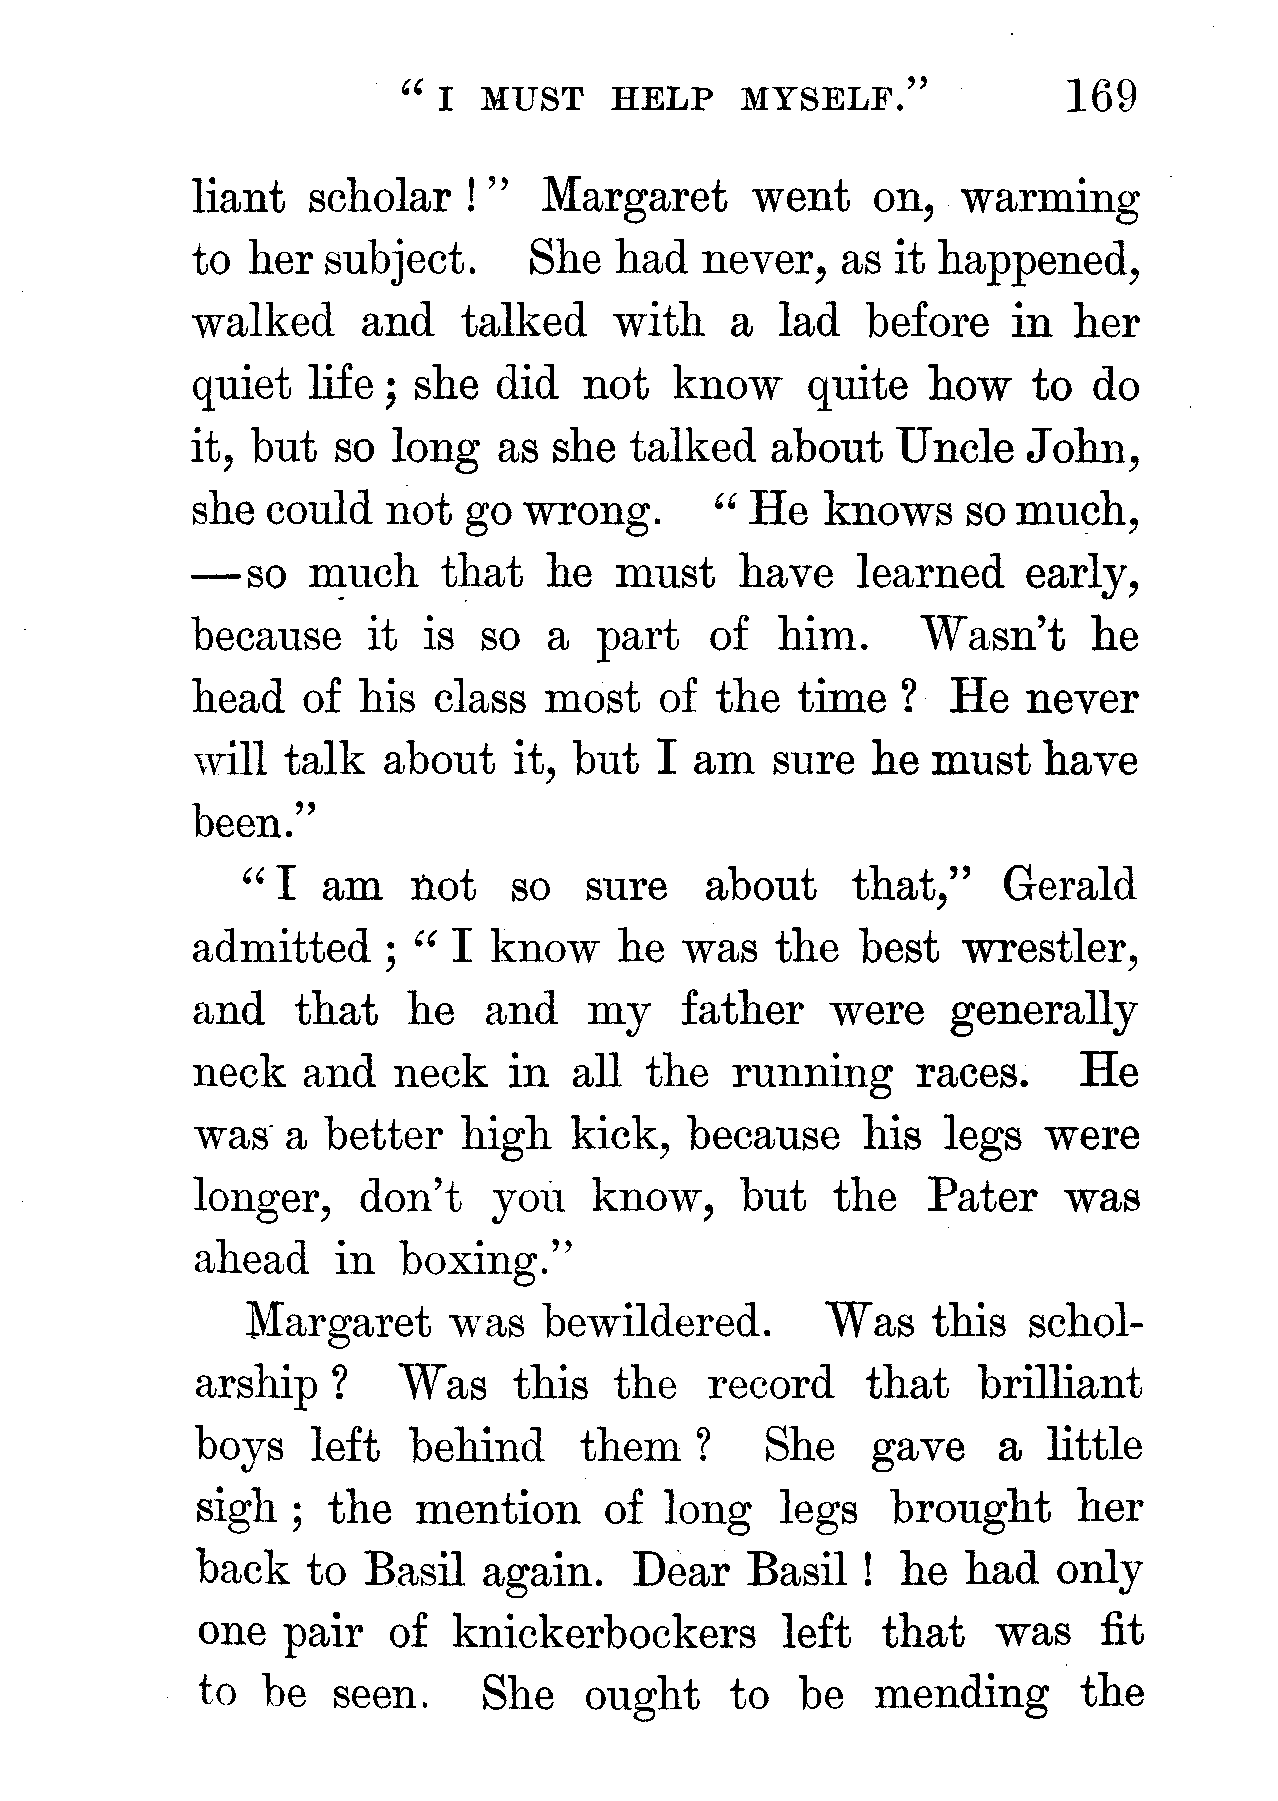 "I MUST HELP MYSELF." 169
liant scholar!" Margaret went on, warming
to her subject. She had never, as it happened,
walked and talked with a lad before in her
quiet life; she did not know quite how to do
it, but so long as she talked about Uncle John,
she could not go wrong. "He knows so much,
—so much that he must have learned early,
because it is so a part of him. Wasn't he
head of his class most of the time? He never
will talk about it, but I am sure he must have
been."
"I am not so sure about that," Gerald
admitted; "I know he was the best wrestler,
and that he and my father were generally
neck and neck in all the running races. He
was a better high kick, because his legs were
longer, don't you know, but the Pater was
ahead in boxing."
Margaret was bewildered. Was this schol-
arship? Was this the record that brilliant
boys left behind them? She gave a little
sigh; the mention of long legs brought her
back to Basil again. Dear Basil! he had only
one pair of knickerbockers left that was fit
to be seen. She ought to be mending the